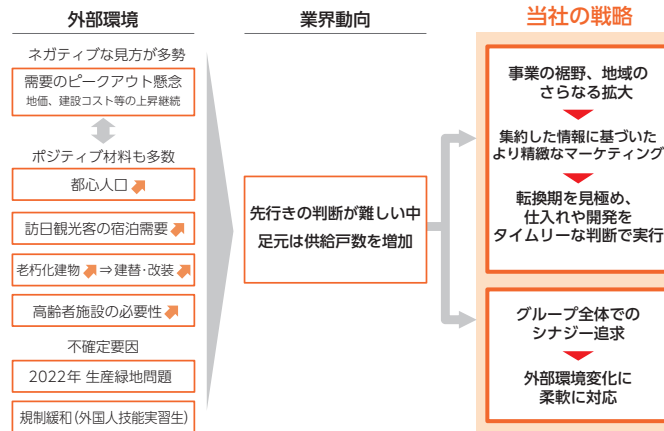 外部環境
ネガティブな見方が多勢
需要のピークアウト懸念
地価、建設コスト等の上昇継続
ポジティブ材料も多数
都心人口
訪日観光客の宿泊需要
老朽化建物 ⇒建替・改装
高齢者施設の必要性
不確定要因
2022年 生産緑地問題
規制緩和(外国人技能実習生)
業界動向
先行きの判断が難しい中
足元は供給戸数を増加
当社の戦略
事業の裾野、地域の
さらなる拡大
集約した情報に基づいた
より精緻なマーケティング
転換期を見極め、
仕入れや開発を
タイムリーな判断で実行
グループ全体での
シナジー追求
外部環境変化に
柔軟に対応